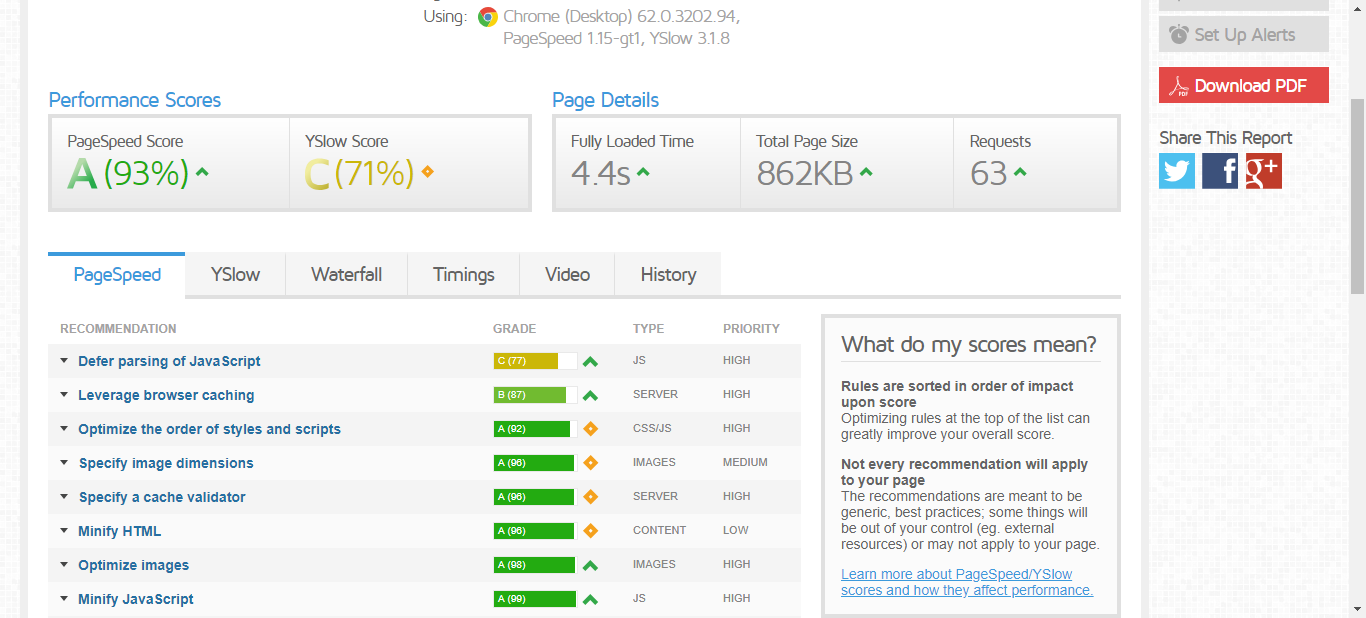 Using: Chrome (Desktop) 62.0.3202.94,
PageSpeed 1.15-gt1, YSlow 3.1.8
Set Up Alerts
Download PDF
Share This Report
Performance Scores
PageSpeed Score
A (93%)
YSlow Score
C (71%)
Page Details
Fully Loaded Time
4.4s
Total Page Size
862KB
Requests
63
PageSpeed YSlow Waterfall Timings Video History
RECOMMENDATION GRADE TYPE PRIORITY
Defer parsing of JavaScript C (77) JS HIGH
Leverage browser caching B (87) SERVER HIGH
Optimize the order of styles and scripts A (92) CSS/JS HIGH
Specify image dimensions A (96) IMAGES MEDIUM
Specify a cache validator A (96) SERVER HIGH
Minify HTML A (96) CONTENT LOW
Optimize images A (98) IMAGES HIGH
Minify JavaScript A (99) JS HIGH
What do my scores mean?
Rules are sorted in order of impact
upon score
Optimizing rules at the top of the list can
greatly improve your overall score.
Not every recommendation will apply
to your page
The recommendations are meant to be
generic, best practices; some things will
be out of your control (eg. external
resources) or may not apply to your page.
Learn more about PageSpeed/YSlow
scores and how they affect performance.